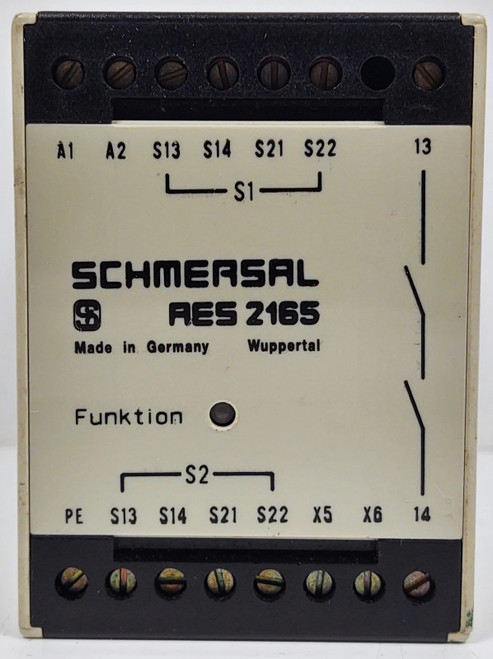 A1 A2 S13 S14 S21 S22 13
S1
SCHMERSAL
AES 2165
Made in Germany Wuppertal
Funktion
S2
PE S13 S14 S21 S22 X5 X6 14